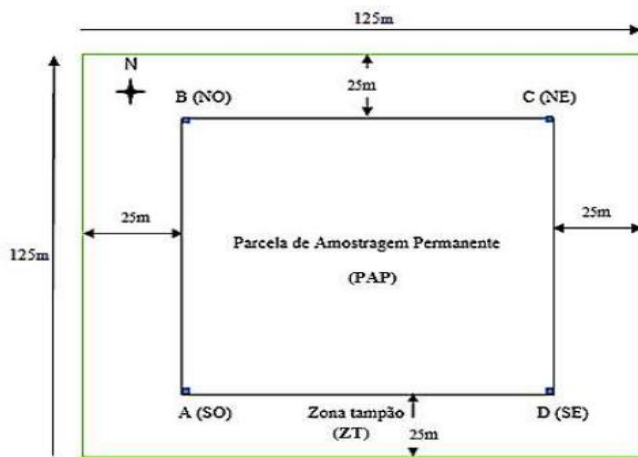 125m
N
25m
B (NO)
C (NE)
25m
25m
125m
Parcela de Amostragem Permanente
(PAP)
A (SO)
Zona tampão
(ZT)
D (SE)
25m